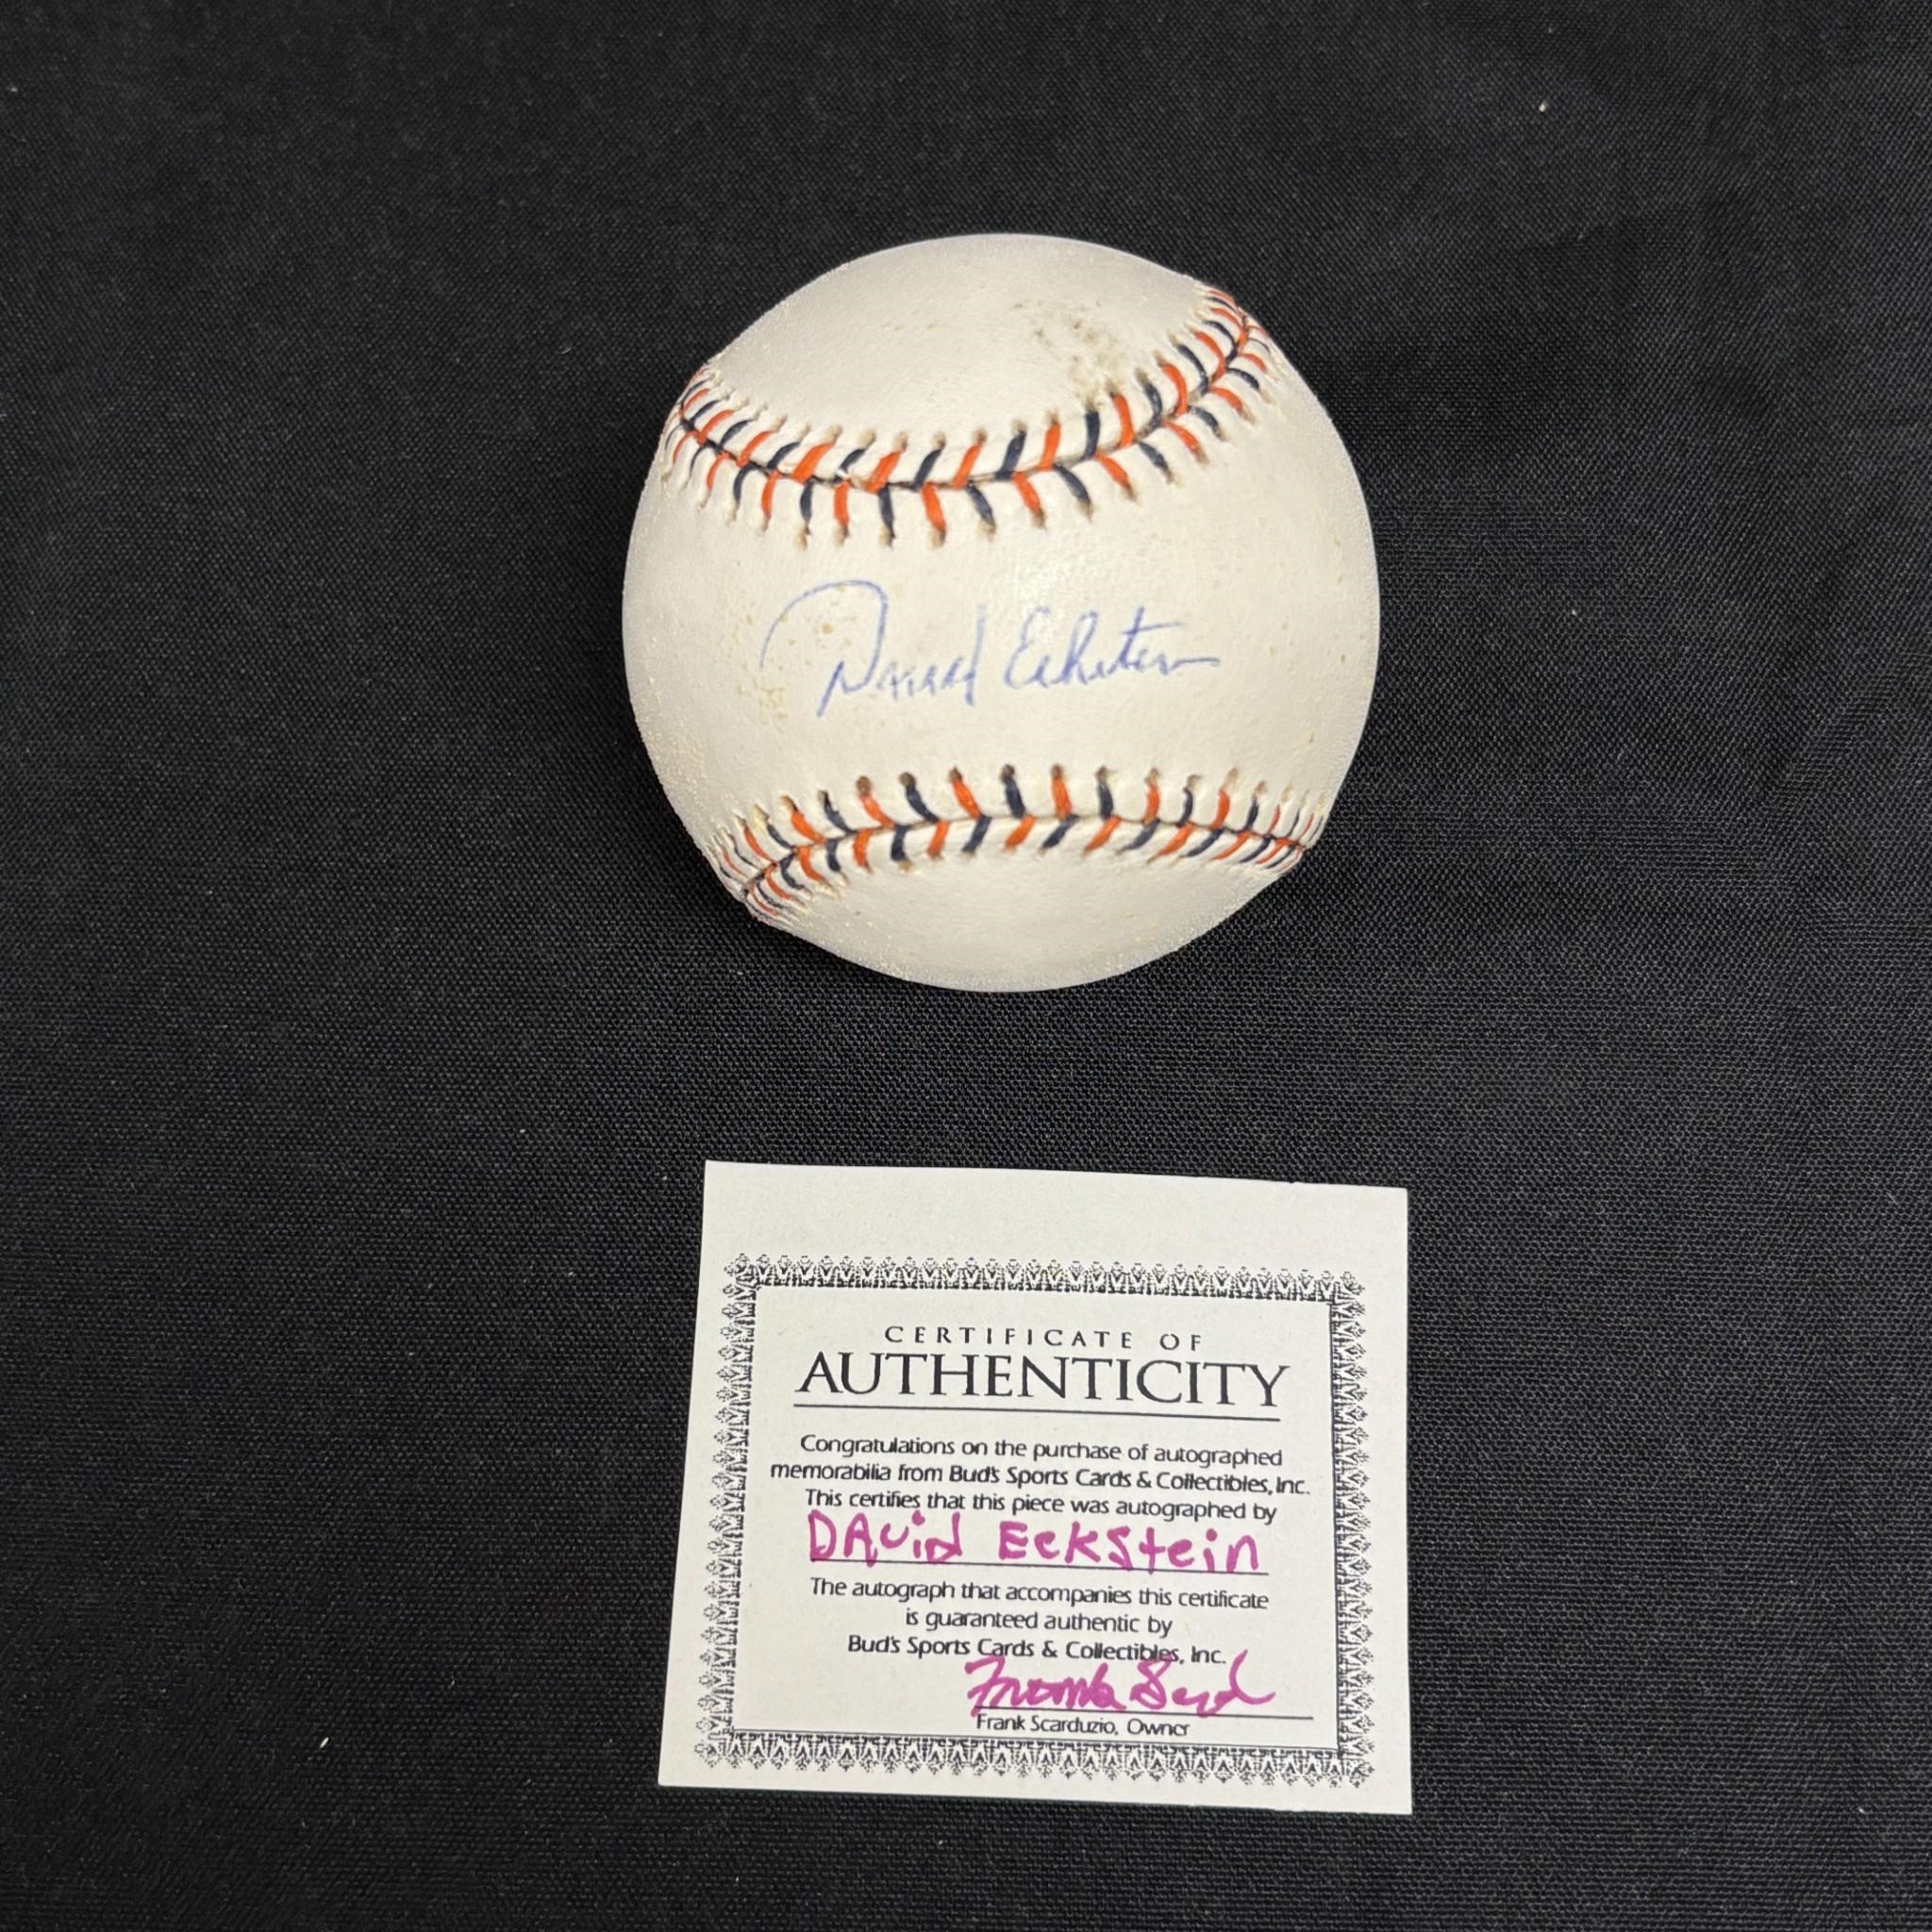 David Eckstein
CERTIFICATE OF
AUTHENTICITY
Congratulations on the purchase of autographed
memorabilia from Bud's Sports Cards & Collectibles, Inc.
This certifies that this piece was autographed by
DAvid EckStein
The autograph that accompanies this certificate
is guaranteed authentic by
Bud's Sports Cards & Collectibles, Inc.
Frank
Frank Scarduzio, Owner